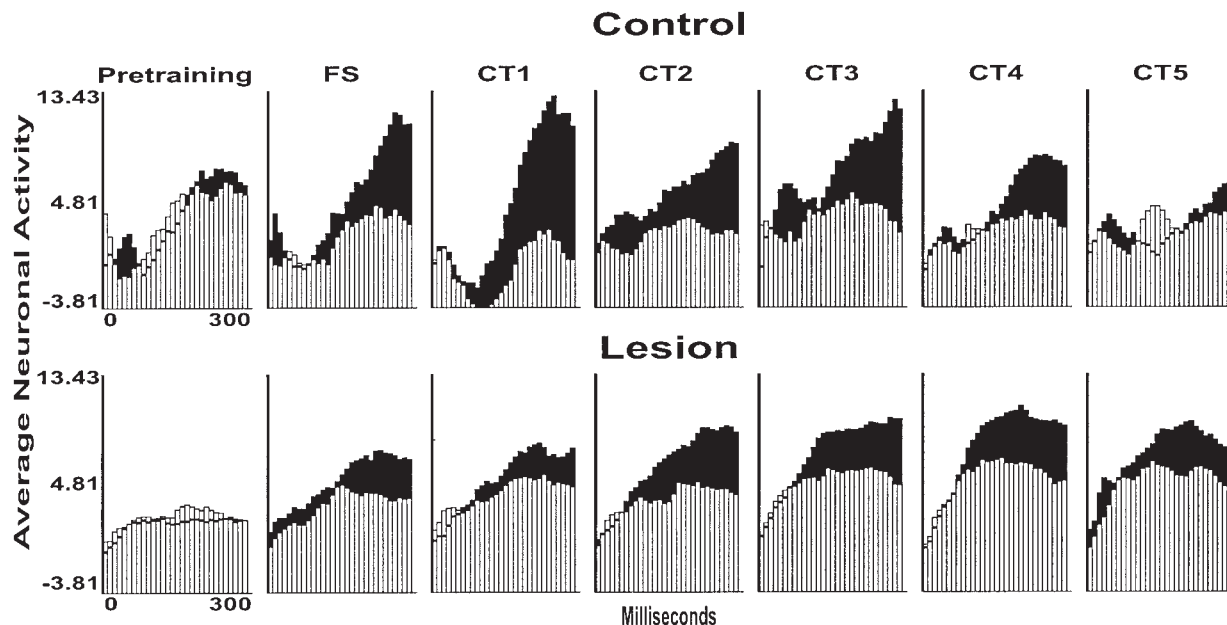 Control
Pretraining FS CT1 CT2 CT3 CT4 CT5
Average Neuronal Activity
13.43
4.81
-3.81
0 300
Lesion
13.43
4.81
-3.81
0 300
Milliseconds